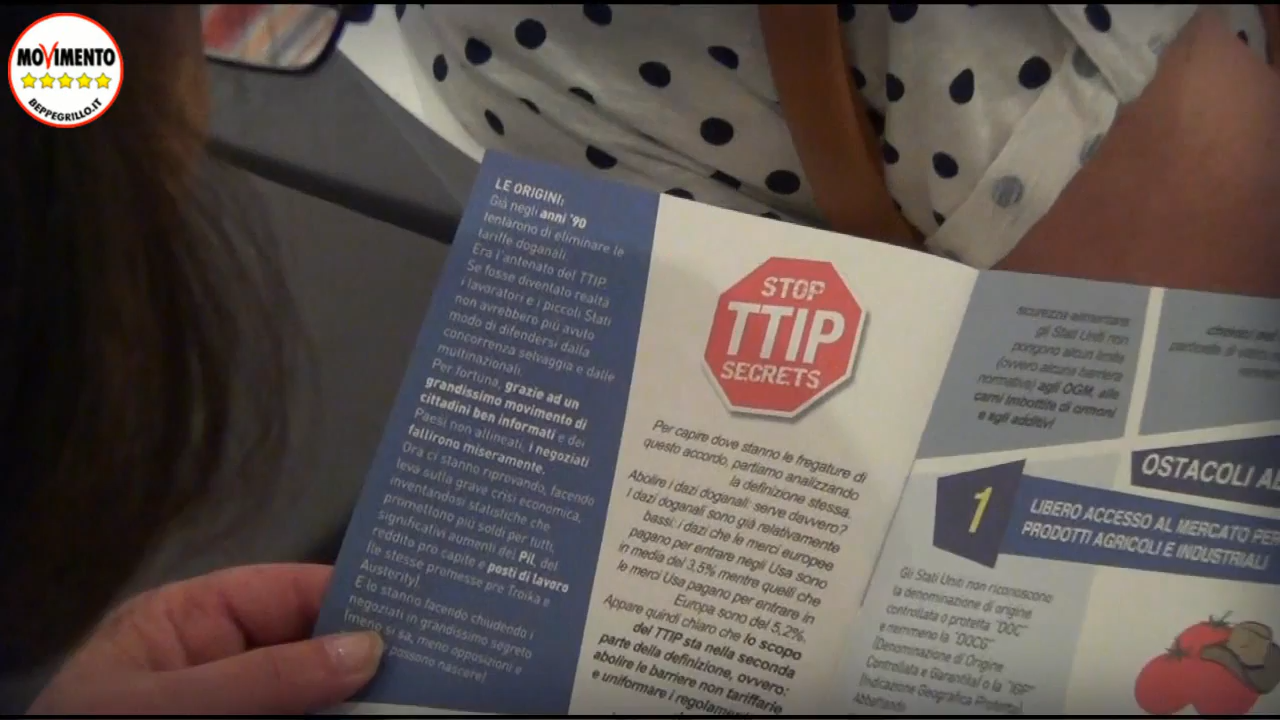 MOVIMENTO
BEPPEGRILLO.IT
LE ORIGINI:
Già negli anni '90
tentarono di eliminare le
tariffe doganali.
Era l'antenato del TTIP.
Se fosse diventato realtà
i lavoratori e i piccoli Stati
non avrebbero più avuto
modo di difendersi dalla
concorrenza selvaggia e dalle
multinazionali.
Per fortuna, grazie ad un
grandissimo movimento di
cittadini ben informati e dei
Paesi non allineati, i negoziati
fallirono miseramente.
Ora ci stanno riprovando, facendo
leva sulla grave crisi economica,
inventandosi statistiche che
promettono più soldi per tutti,
significativi aumenti del Pil, del
reddito pro capite e posti di lavoro
(le stesse promesse pre Troika e
Austerity).
E lo stanno facendo chiudendo i
negoziati in grandissimo segreto
(meno si sa, meno opposizioni e
possono nascere)
STOP
TTIP
SECRETS
Per capire dove stanno le fregature di
questo accordo, partiamo analizzando
la definizione stessa.
Abolire i dazi doganali: serve davvero?
I dazi doganali sono già relativamente
bassi: i dazi che le merci europee
pagano per entrare negli Usa sono
in media del 3,5% mentre quelli che
le merci Usa pagano per entrare in
Europa sono del 5,2%.
Appare quindi chiaro che lo scopo
del TTIP sta nella seconda
parte della definizione, ovvero:
abolire le barriere non tariffarie
e uniformare i regolamenti
sicurezza alimentare
gli Stati Uniti non
pongono alcun limite
(ovvero alcuna barriera
normativa) agli OGM, alle
carni imbottite di ormoni
e agli additivi
OSTACOLI
1
LIBERO ACCESSO AL MERCATO PER
PRODOTTI AGRICOLI E INDUSTRIALI
Gli Stati Uniti non riconoscono
la denominazione di origine
controllata o protetta "DOC"
e nemmeno la "DOCG"
(Denominazione di Origine
Controllata e Garantita) o la "IGP"
(Indicazione Geografica Protetta).
Abbattendo